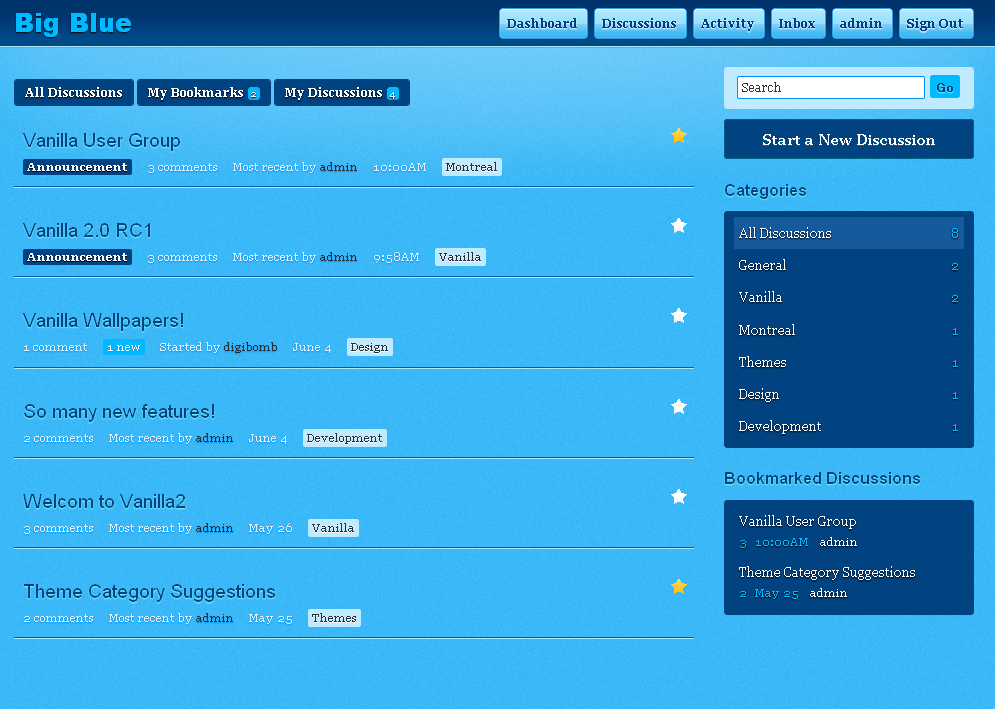 Big Blue
Dashboard Discussions Activity Inbox admin Sign Out
All Discussions My Bookmarks 2 My Discussions 4
Search Go
Start a New Discussion
Vanilla User Group
Announcement 3 comments Most recent by admin 10:00AM Montreal
Vanilla 2.0 RC1
Announcement 3 comments Most recent by admin 9:58AM Vanilla
Vanilla Wallpapers!
1 comment 1 new Started by digibomb June 4 Design
So many new features!
2 comments Most recent by admin June 4 Development
Welcom to Vanilla2
3 comments Most recent by admin May 26 Vanilla
Theme Category Suggestions
2 comments Most recent by admin May 25 Themes
Categories
All Discussions 8
General 2
Vanilla 2
Montreal 1
Themes 1
Design 1
Development 1
Bookmarked Discussions
Vanilla User Group
3 10:00AM admin
Theme Category Suggestions
2 May 25 admin